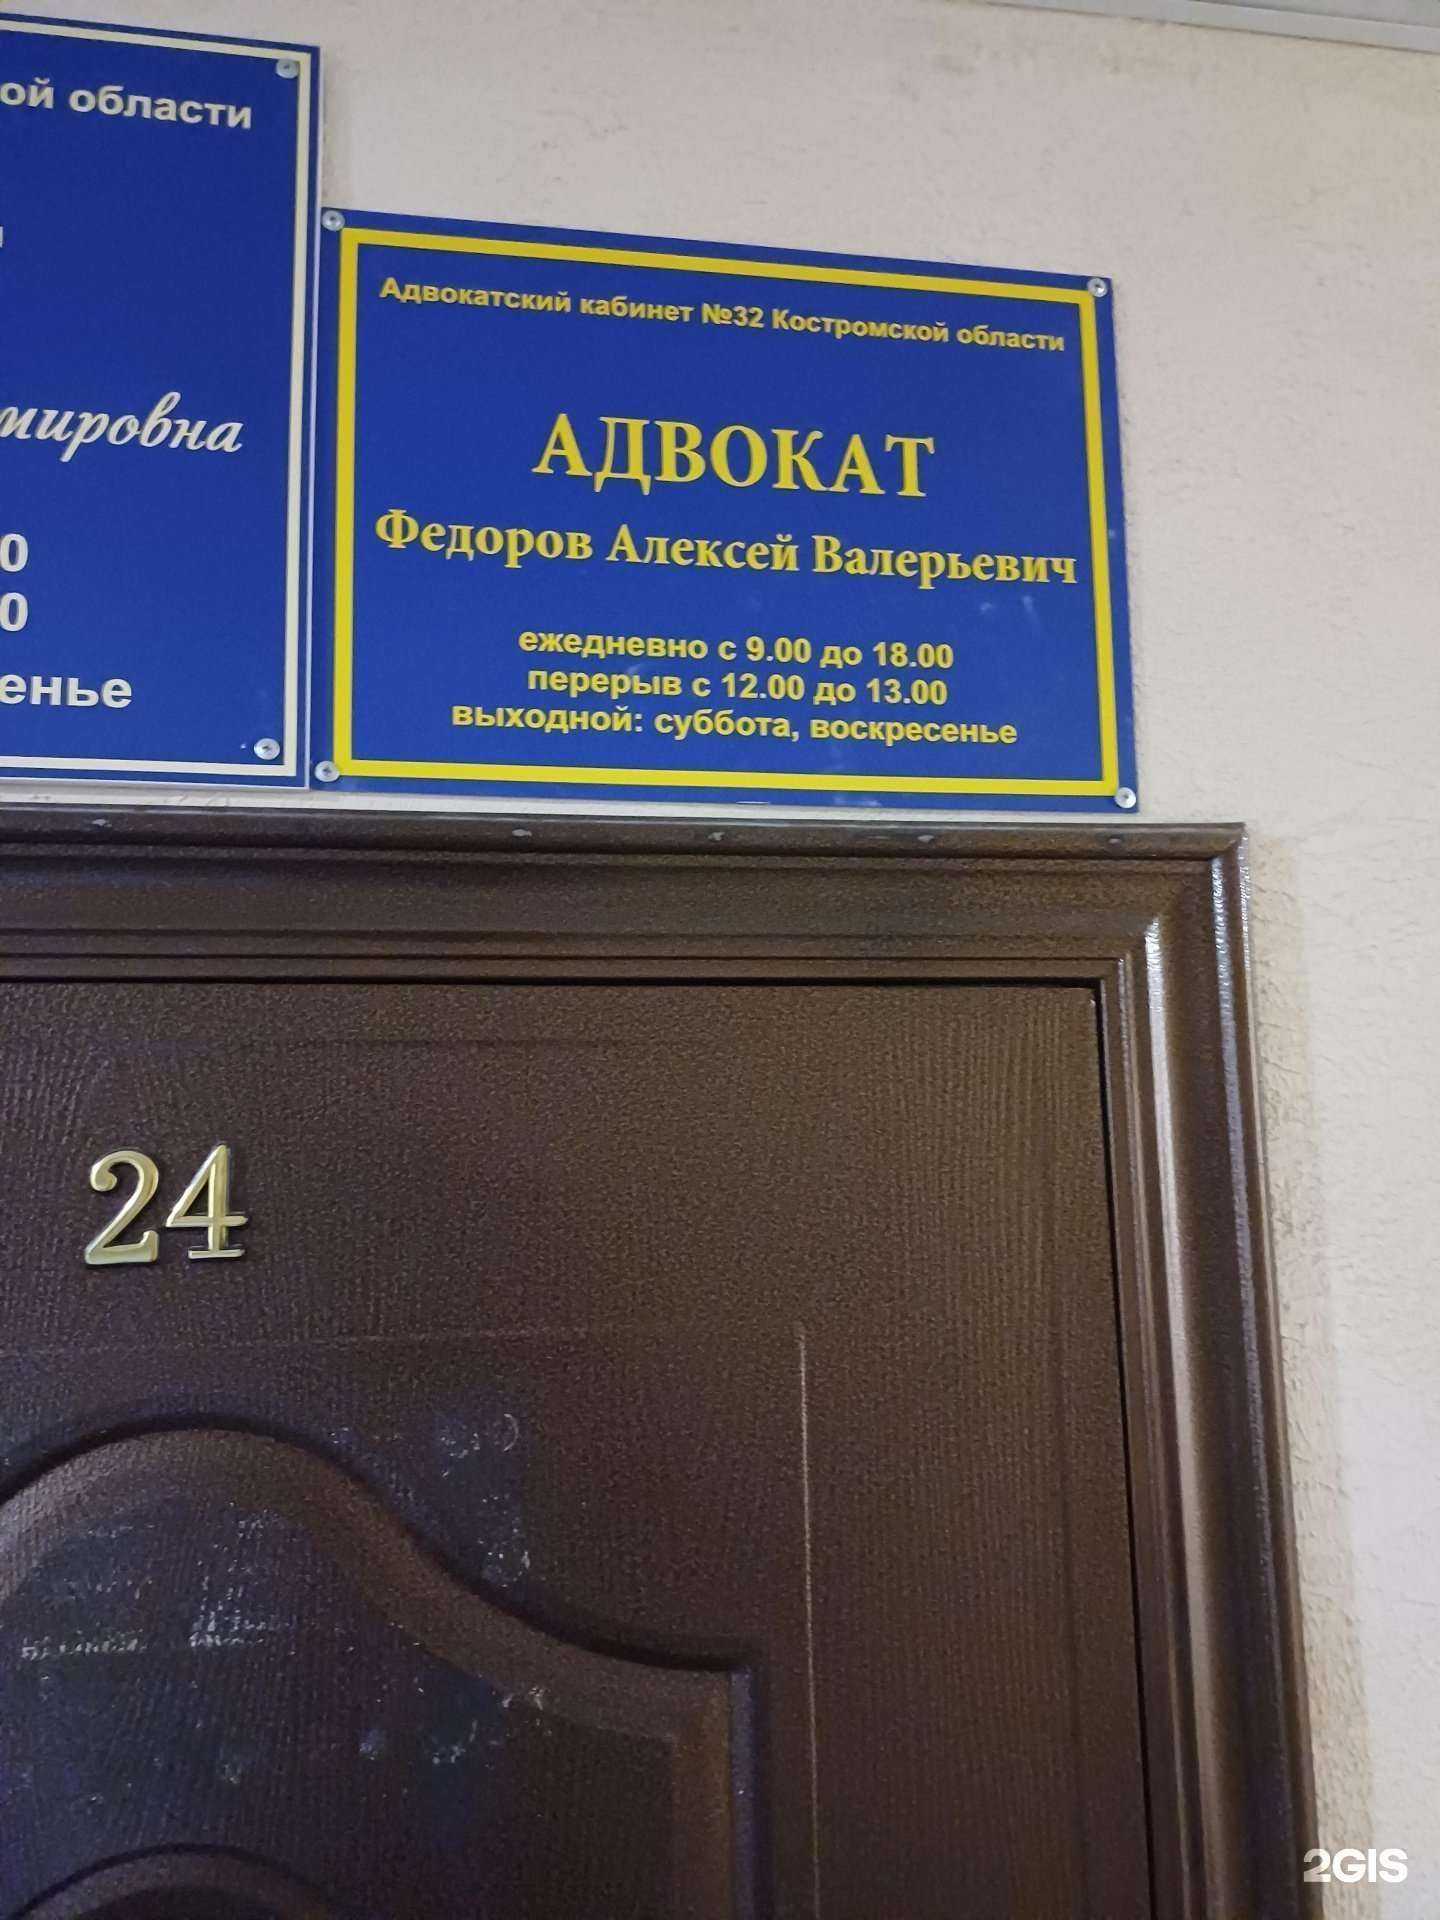 ой области
мировна
0
0
енье
Адвокатский кабинет №32 Костромской области
АДВОКАТ
Федоров Алексей Валерьевич
ежедневно с 9.00 до 18.00
перерыв с 12.00 до 13.00
выходной: суббота, воскресенье
24
2GIS